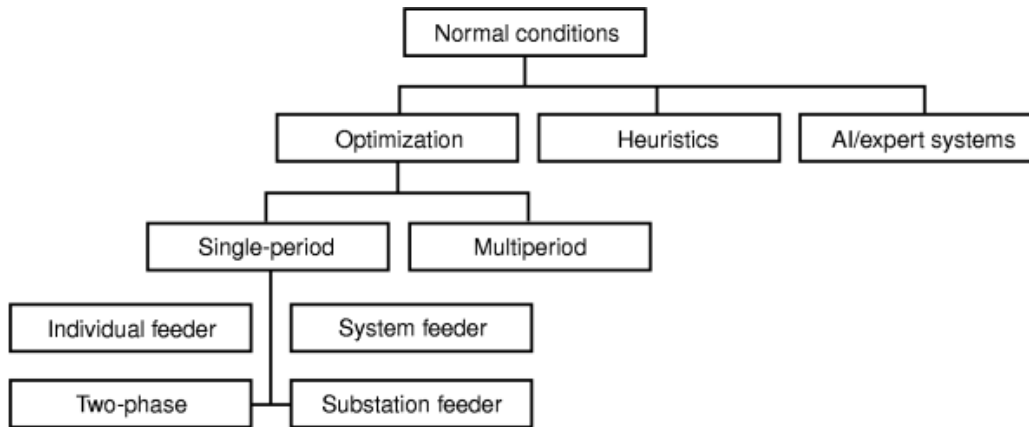 Normal conditions
Optimization
Heuristics
AI/expert systems
Single-period
Multiperiod
Individual feeder
System feeder
Two-phase
Substation feeder